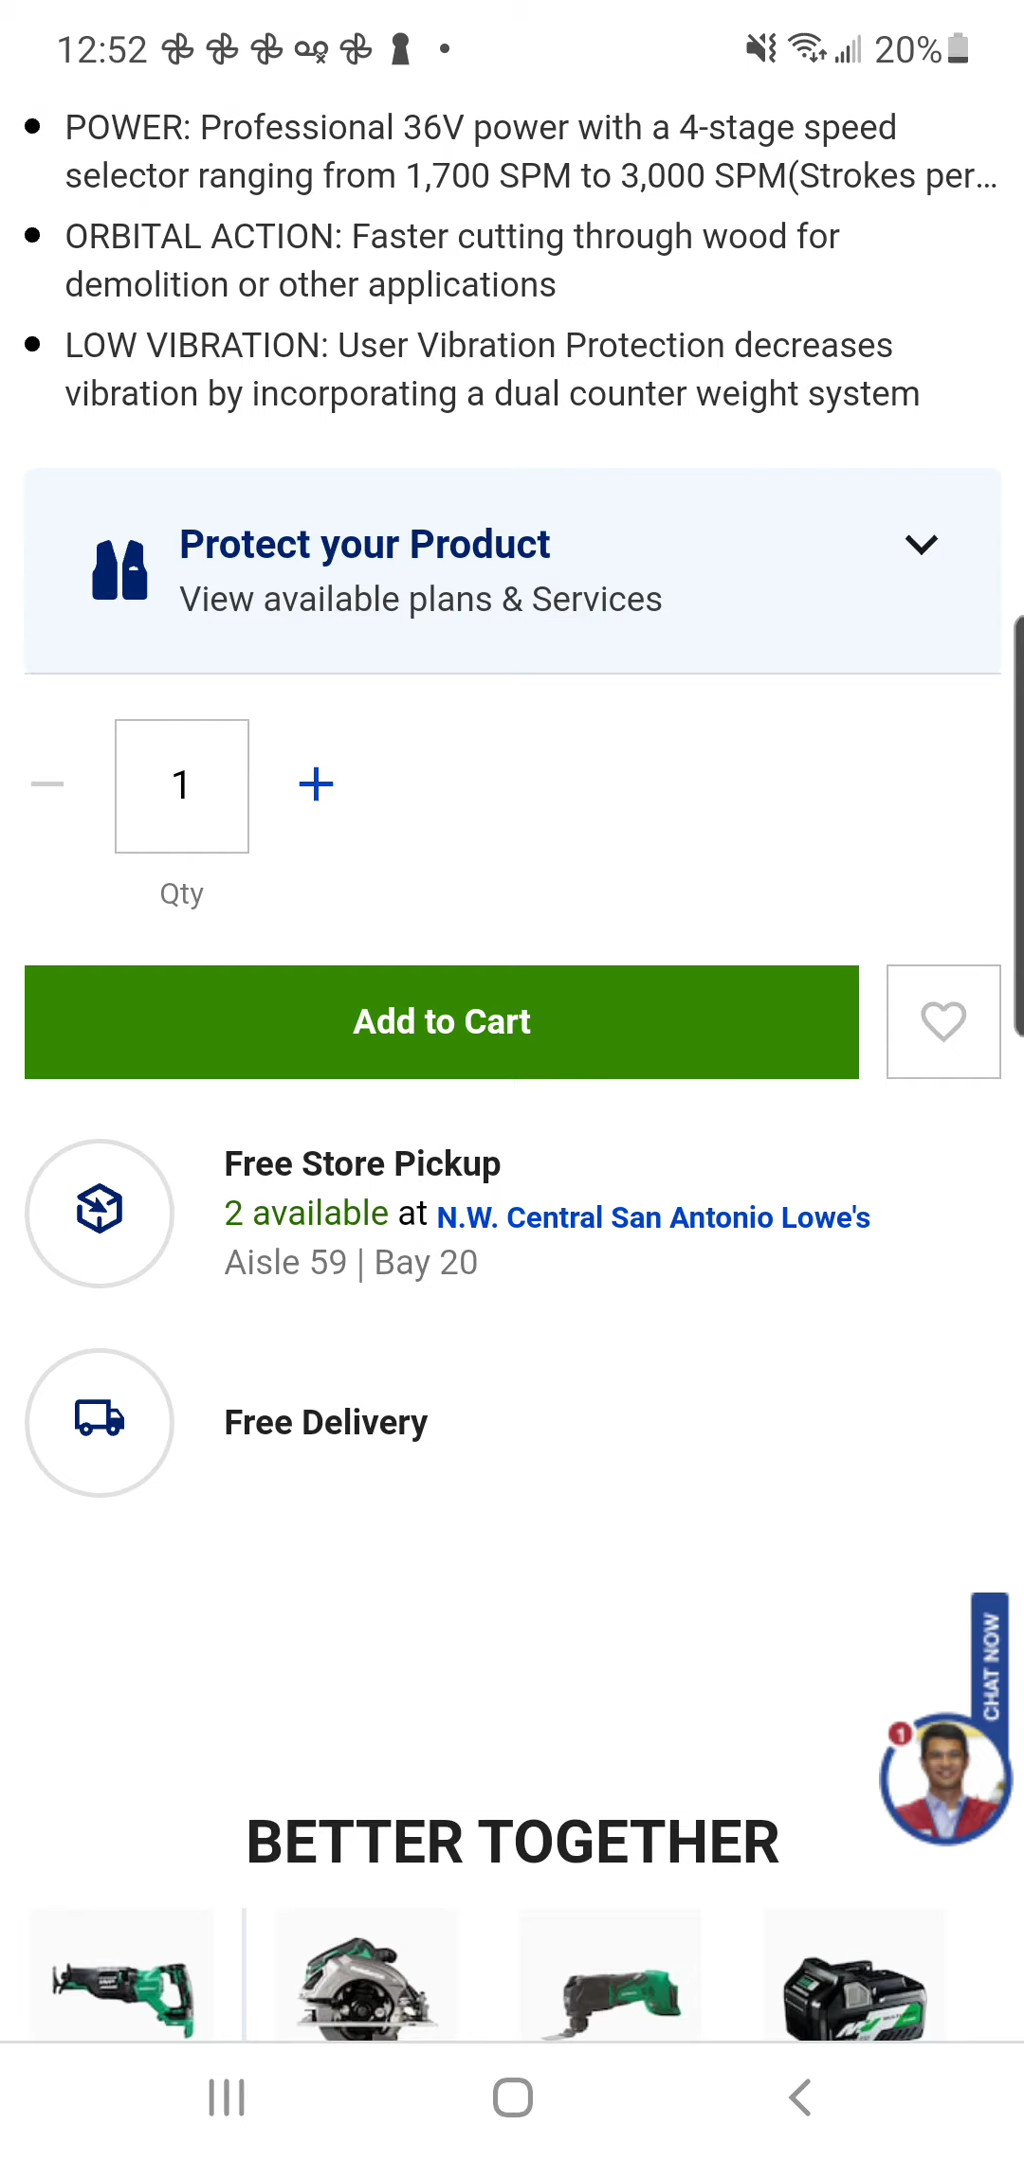 12:52
20%
POWER: Professional 36V power with a 4-stage speed
selector ranging from 1,700 SPM to 3,000 SPM(Strokes per...
ORBITAL ACTION: Faster cutting through wood for
demolition or other applications
LOW VIBRATION: User Vibration Protection decreases
vibration by incorporating a dual counter weight system
Protect your Product
View available plans & Services
1
Qty
Add to Cart
Free Store Pickup
2 available at N.W. Central San Antonio Lowe's
Aisle 59 | Bay 20
Free Delivery
CHAT NOW
1
BETTER TOGETHER